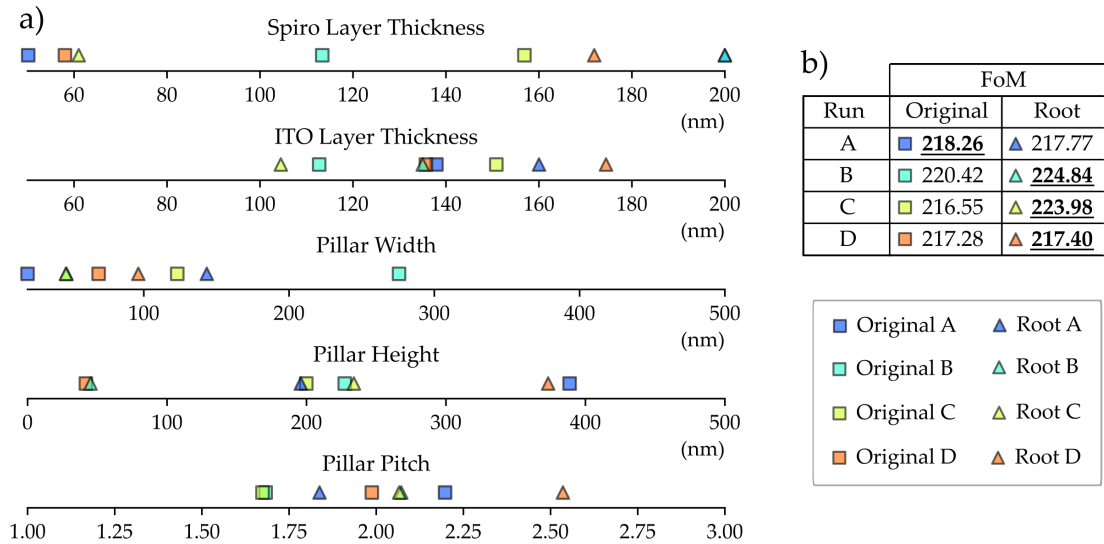 a)
Spiro Layer Thickness
60 80 100 120 140 160 180 200
(nm)
ITO Layer Thickness
60 80 100 120 140 160 180 200
(nm)
Pillar Width
100 200 300 400 500
(nm)
Pillar Height
0 100 200 300 400 500
(nm)
Pillar Pitch
1.00 1.25 1.50 1.75 2.00 2.25 2.50 2.75 3.00
b)
FoM
Run Original Root
A 218.26 217.77
B 220.42 224.84
C 216.55 223.98
D 217.28 217.40
Original A Root A
Original B Root B
Original C Root C
Original D Root D